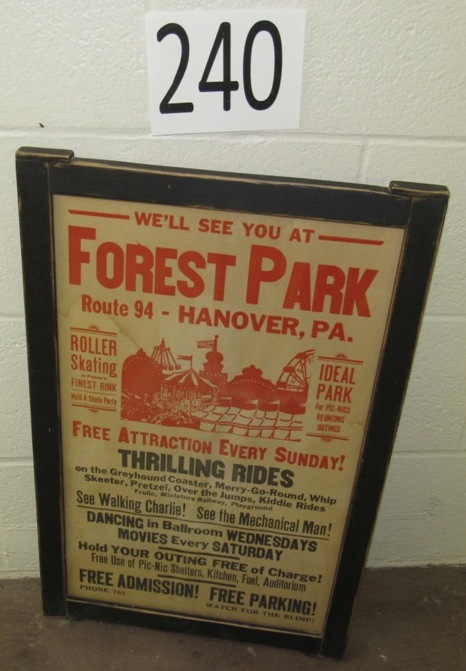 240
WE'LL SEE YOU AT
FOREST PARK
Route 94 - HANOVER, PA.
ROLLER
Skating
FINEST RINK
Hold A Skate Party
IDEAL
PARK
For PIC-NICS
REUNIONS
OUTINGS
FREE ATTRACTION EVERY SUNDAY!
THRILLING RIDES
on the Greyhound Coaster, Merry-Go-Round, Whip
Skeeter, Pretzel, Over the Jumps, Kiddie Rides
Frolic, Miniature Railway, Playground
See Walking Charlie! See the Mechanical Man!
DANCING in Ballroom WEDNESDAYS
MOVIES Every SATURDAY
Hold YOUR OUTING FREE of Charge!
Free Use of Pic-Nic Shelters, Kitchen, Fuel, Auditorium
FREE ADMISSION! FREE PARKING!
PHONE 761
WATCH FOR THE BLIMP!